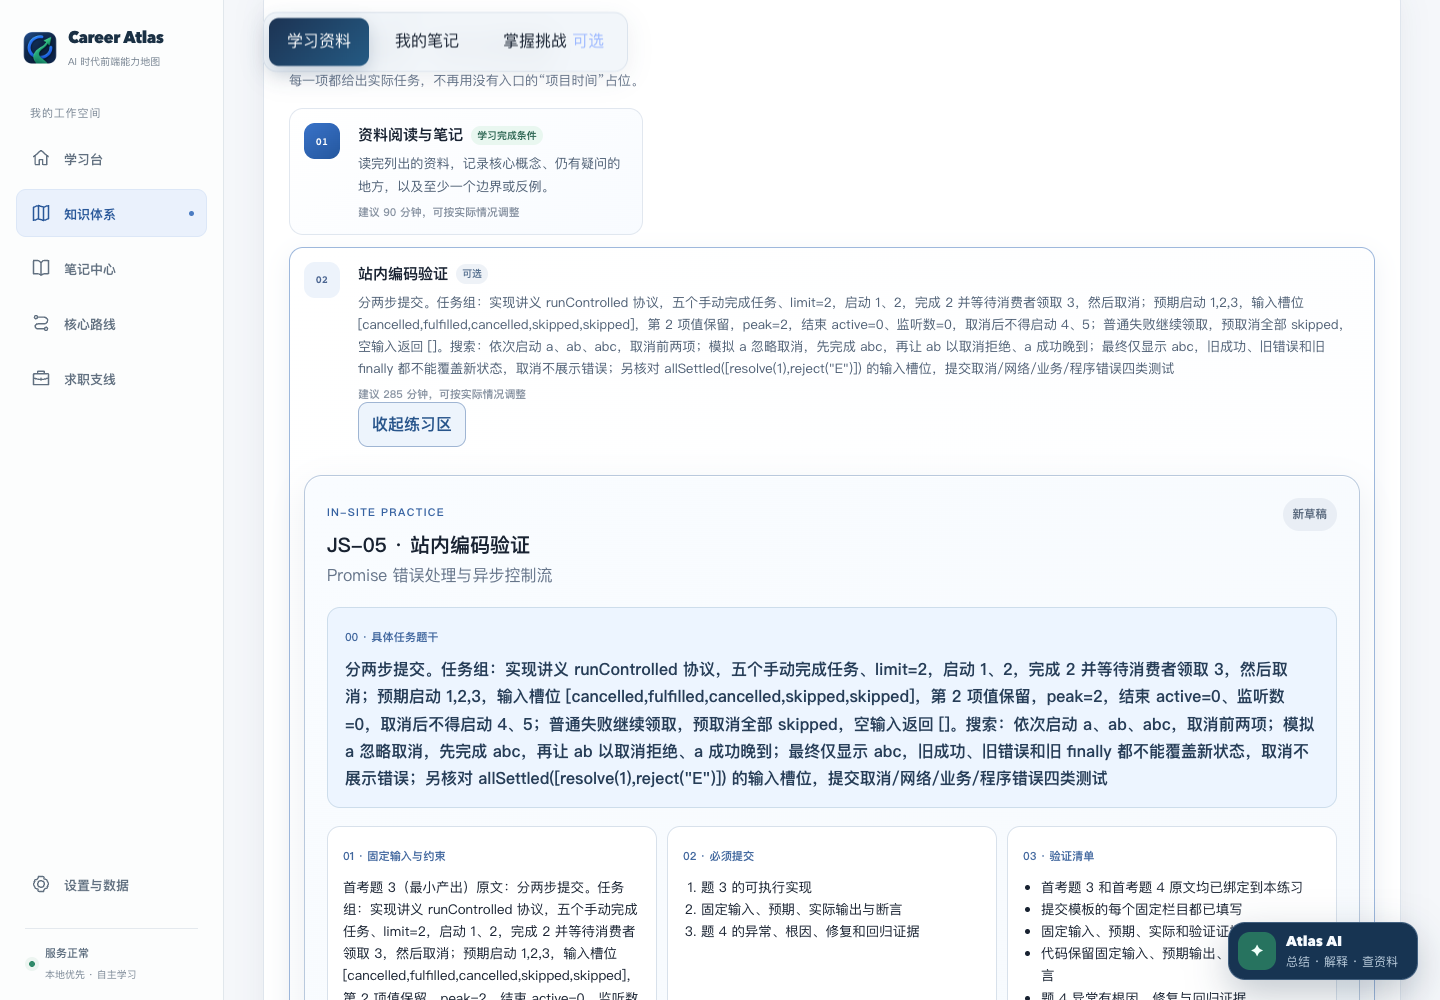 Career Atlas
AI 时代前端能力地图
我的工作空间
学习台
知识体系
笔记中心
核心路线
求职支线
设置与数据
服务正常
本地优先 · 自主学习
学习资料
我的笔记
掌握挑战 可选
每一项都给出实际任务，不再用没有入口的“项目时间”占位。
01
资料阅读与笔记 学习完成条件
读完列出的资料，记录核心概念、仍有疑问的
地方，以及至少一个边界或反例。
建议 90 分钟，可按实际情况调整
02
站内编码验证 可选
分两步提交。任务组：实现讲义 runControlled 协议，五个手动完成任务、limit=2，启动 1、2，完成 2 并等待消费者领取 3，然后取消；预期启动 1,2,3，输入槽位
[cancelled,fulfilled,cancelled,skipped,skipped]，第 2 项值保留，peak=2，结束 active=0、监听数=0，取消后不得启动 4、5；普通失败继续领取，预取消全部 skipped，
空输入返回 []。搜索：依次启动 a、ab、abc，取消前两项；模拟 a 忽略取消，先完成 abc，再让 ab 以取消拒绝、a 成功晚到；最终仅显示 abc，旧成功、旧错误和旧
finally 都不能覆盖新状态，取消不展示错误；另核对 allSettled([resolve(1),reject("E")]) 的输入槽位，提交取消/网络/业务/程序错误四类测试
建议 285 分钟，可按实际情况调整
收起练习区
IN-SITE PRACTICE
新草稿
JS-05 · 站内编码验证
Promise 错误处理与异步控制流
00 · 具体任务题干
分两步提交。任务组：实现讲义 runControlled 协议，五个手动完成任务、limit=2，启动 1、2，完成 2 并等待消费者领取 3，然后取
消；预期启动 1,2,3，输入槽位 [cancelled,fulfilled,cancelled,skipped,skipped]，第 2 项值保留，peak=2，结束 active=0、监听数
=0，取消后不得启动 4、5；普通失败继续领取，预取消全部 skipped，空输入返回 []。搜索：依次启动 a、ab、abc，取消前两项；模拟
a 忽略取消，先完成 abc，再让 ab 以取消拒绝、a 成功晚到；最终仅显示 abc，旧成功、旧错误和旧 finally 都不能覆盖新状态，取消不
展示错误；另核对 allSettled([resolve(1),reject("E")]) 的输入槽位，提交取消/网络/业务/程序错误四类测试
01 · 固定输入与约束
首考题 3（最小产出）原文：分两步提交。任务
组：实现讲义 runControlled 协议，五个手动完成
任务、limit=2，启动 1、2，完成 2 并等待消费者
领取 3，然后取消；预期启动 1,2,3，输入槽位
[cancelled,fulfilled,cancelled,skipped,skipped]，
第 2 项值保留，peak=2，结束 active=0、监听数
02 · 必须提交
1. 题 3 的可执行实现
2. 固定输入、预期、实际输出与断言
3. 题 4 的异常、根因、修复和回归证据
03 · 验证清单
首考题 3 和首考题 4 原文均已绑定到本练习
提交模板的每个固定栏目都已填写
固定输入、预期、实际和验证证
代码保留固定输入、预期输出、
言
题 4 异常有根因、修复与回归证据
Atlas AI
总结 · 解释 · 查资料